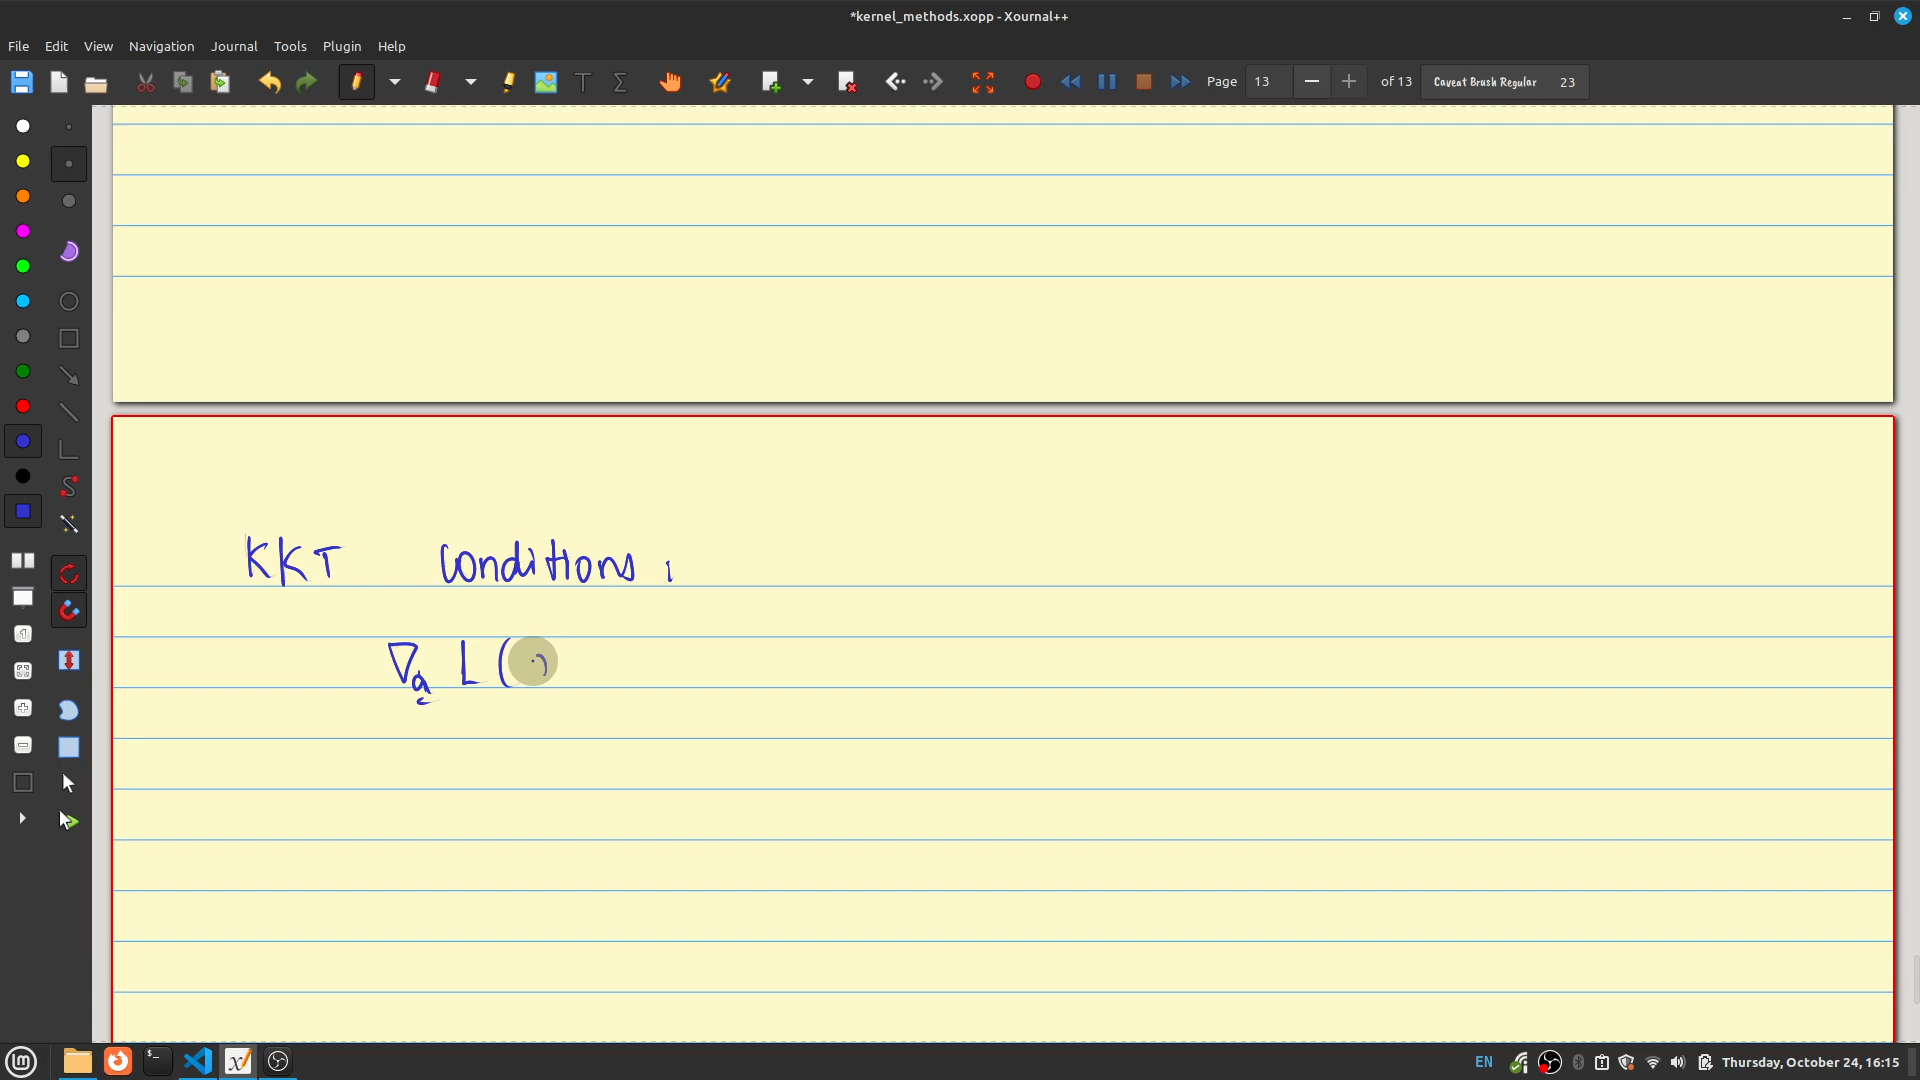 *kernel_methods.xopp - Xournal++
File Edit View Navigation Journal Tools Plugin Help
Page 13 of 13 Caveat Brush Regular 23
KKT Conditions :
∇a L (
EN Thursday, October 24, 16:15